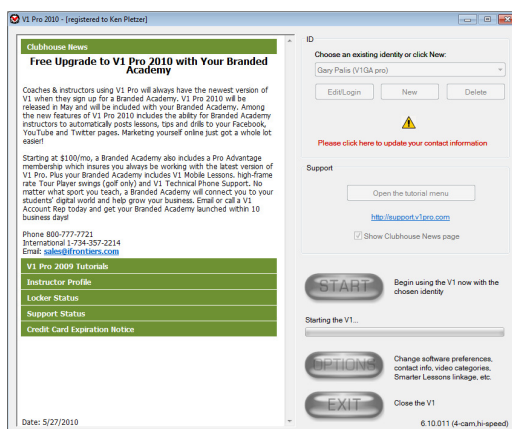 V1 Pro 2010 - [registered to Ken Pletzer]
Clubhouse News
Free Upgrade to V1 Pro 2010 with Your Branded
Academy
Coaches & instructors using V1 Pro will always have the newest version of
V1 when they sign up for a Branded Academy. V1 Pro 2010 will be
released in May and will be included with your Branded Academy. Among
the new features of V1 Pro 2010 includes the ability for Branded Academy
instructors to automatically posts lessons, tips and drills to your Facebook,
YouTube and Twitter pages. Marketing yourself online just got a whole lot
easier!
Starting at $100/mo, a Branded Academy also includes a Pro Advantage
membership which insures you always be working with the latest version of
V1 Pro. Plus your Branded Academy includes V1 Mobile Lessons. high-frame
rate Tour Player swings (golf only) and V1 Technical Phone Support. No
matter what sport you teach, a Branded Academy will connect you to your
students' digital world and help grow your business. Email or call a V1
Account Rep today and get your Branded Academy launched within 10
business days!
Phone 800-777-7721
International 1-734-357-2214
Email: sales@ifrontiers.com
V1 Pro 2009 Tutorials
Instructor Profile
Locker Status
Support Status
Credit Card Expiration Notice
Date: 5/27/2010
ID
Choose an existing identity or click New:
Gary Palis (V1GA pro)
Edit/Login New Delete
Please click here to update your contact information
Support
Open the tutorial menu
http://support.v1pro.com
Show Clubhouse News page
START
Begin using the V1 now with the
chosen identity
Starting the V1...
OPTIONS
Change software preferences,
contact info, video categories,
Smarter Lessons linkage, etc.
EXIT
Close the V1
6.10.011 (4-cam,hi-speed)